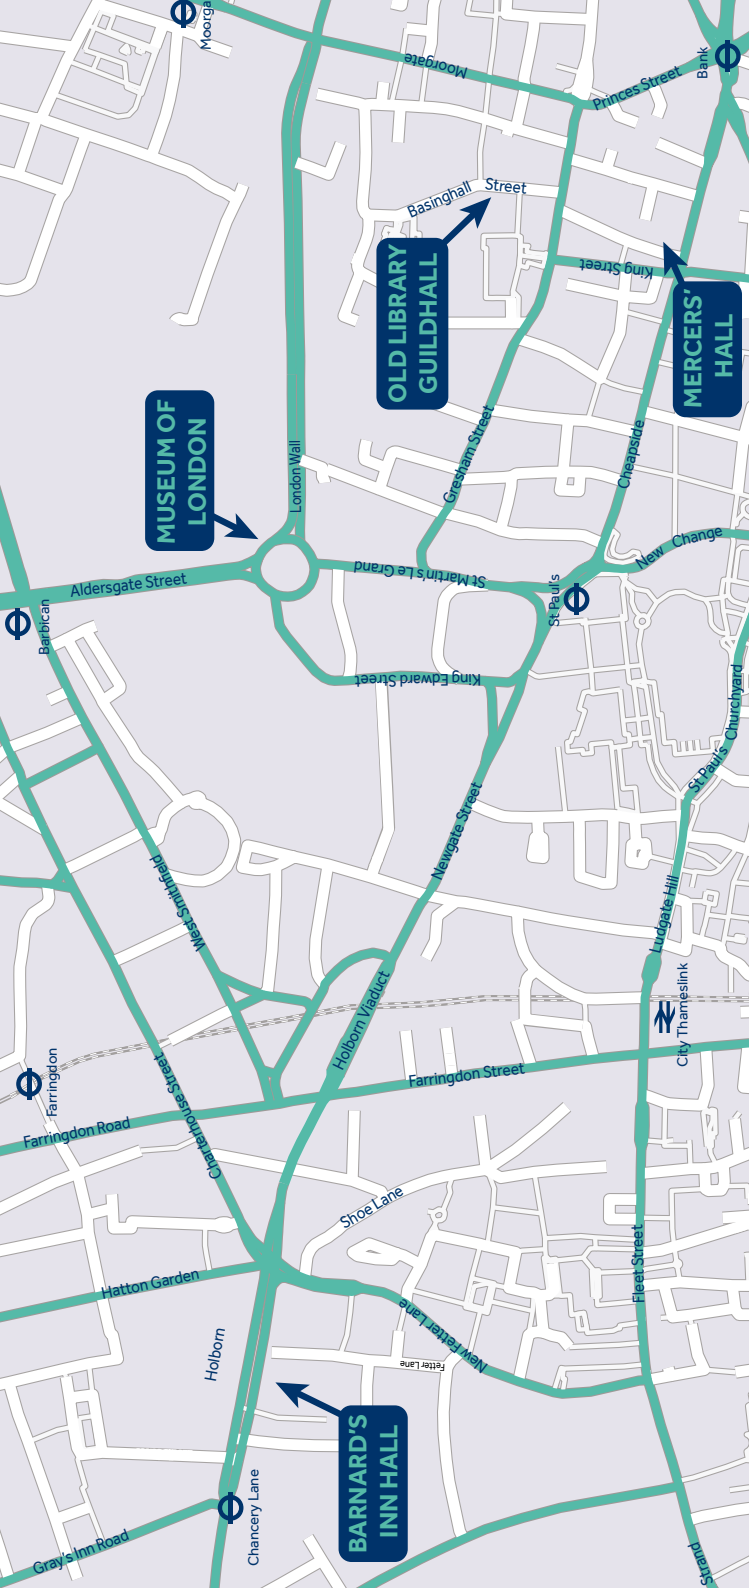 Moorga
Moorgate
Princes Street
Bank
Basinghall Street
King Street
OLD LIBRARY
GUILDHALL
MERCERS'
HALL
MUSEUM OF
LONDON
London Wall
Gresham Street
Cheapside
New Change
Aldersgate Street
St Martin's Le Grand
St Paul's
Barbican
King Edward Street
St Paul's Churchyard
Newgate Street
West Smithfield
Ludgate Hill
Holborn Viaduct
City Thameslink
Farringdon
Farringdon Street
Farringdon Road
Charterhouse Street
Shoe Lane
Hatton Garden
Fleet Street
Holborn
New Fetter Lane
Fetter Lane
BARNARD'S
INN HALL
Chancery Lane
Gray's Inn Road
Strand